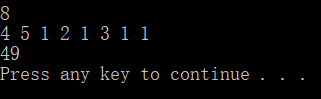 8
4 5 1 2 1 3 1 1
49
Press any key to continue . . .